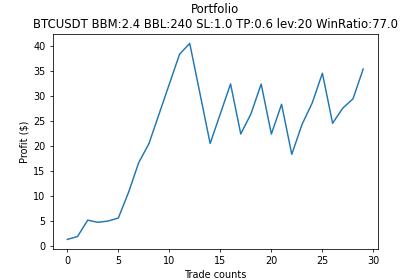 Portfolio
BTCUSDT BBM:2.4 BBL:240 SL:1.0 TP:0.6 lev:20 WinRatio:77.0
40
35
30
25
20
15
10
5
0
Profit ($)
0 5 10 15 20 25 30
Trade counts